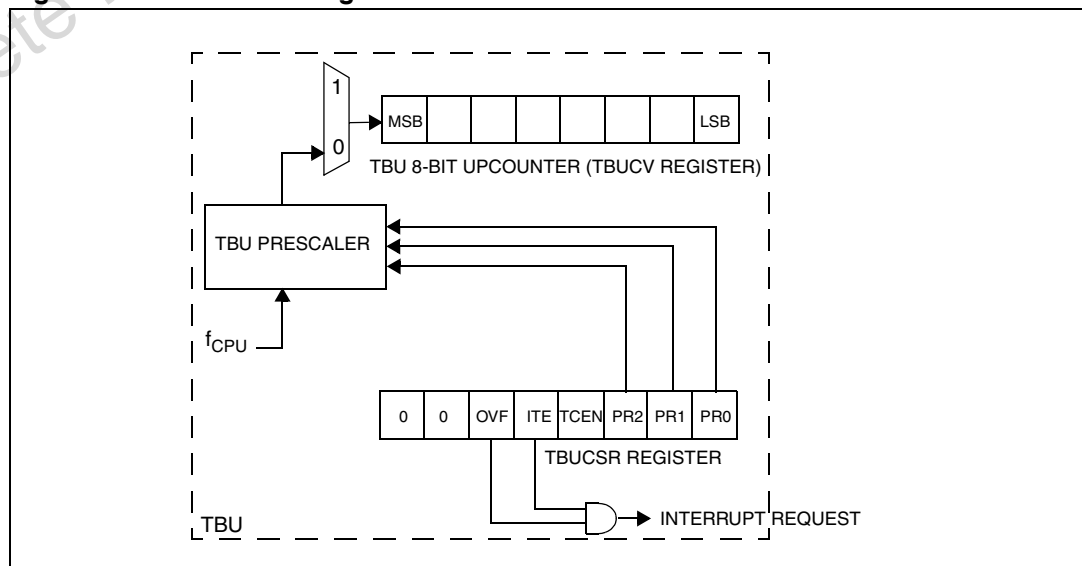 1
MSB LSB
0
TBU 8-BIT UPCOUNTER (TBUCV REGISTER)
TBU PRESCALER
fCPU
0 0 OVF ITE TCEN PR2 PR1 PR0
TBUCSR REGISTER
INTERRUPT REQUEST
TBU